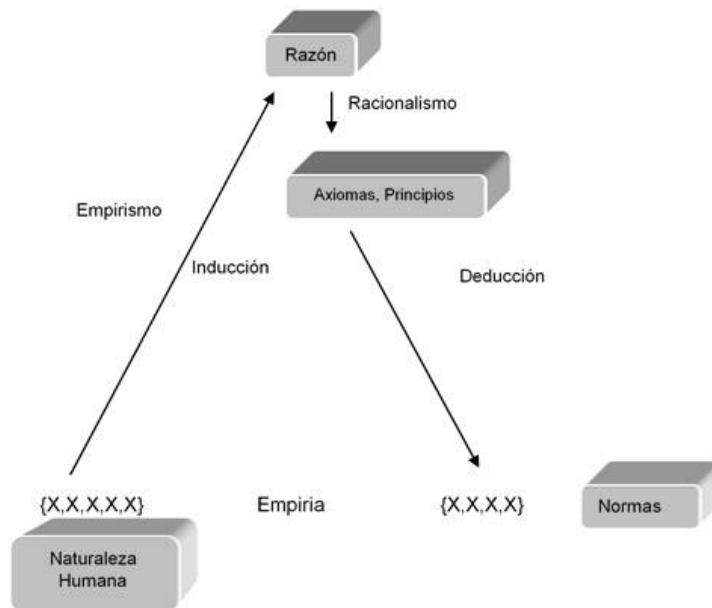 Razón
Racionalismo
Axiomas, Principios
Empirismo
Inducción
Deducción
{X,X,X,X,X}
Empiria
{X,X,X,X}
Normas
Naturaleza
Humana